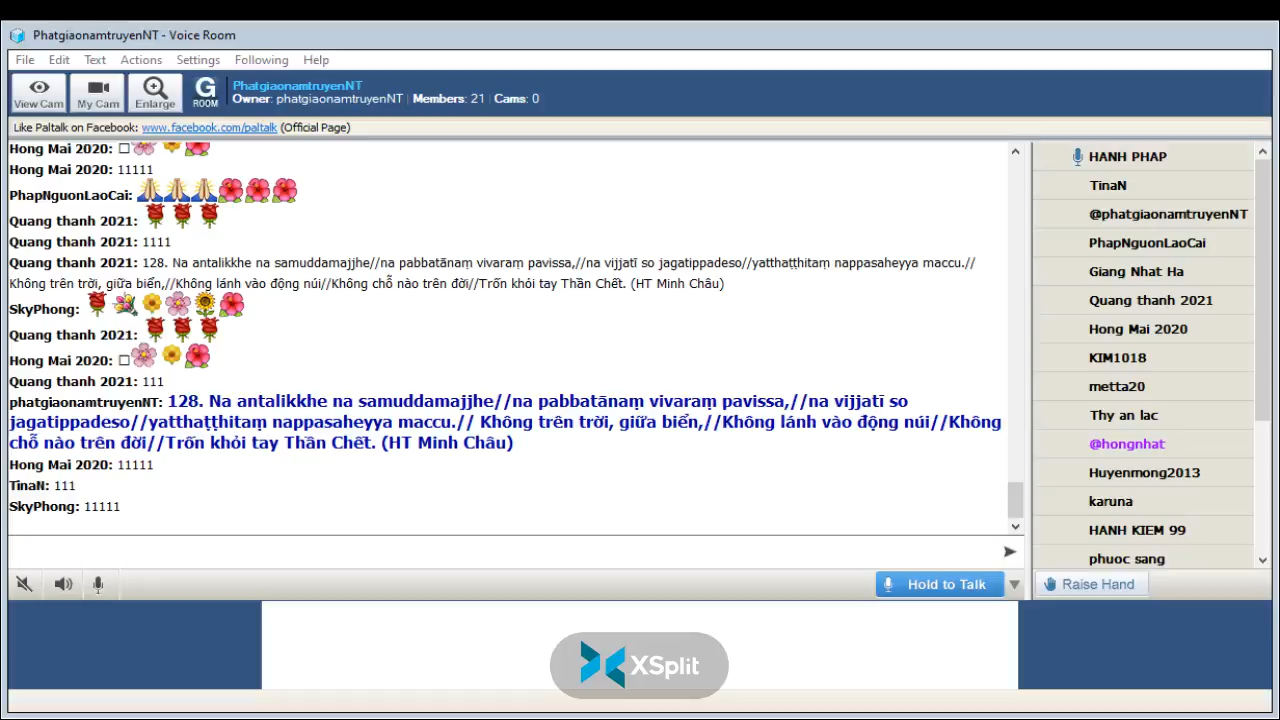 PhatgiaonamtruyenNT - Voice Room
File Edit Text Actions Settings Following Help
View Cam My Cam Enlarge G ROOM
PhatgiaonamtruyenNT
Owner: phatgiaonamtruyenNT Members: 21 Cams: 0
Like Paltalk on Facebook: www.facebook.com/paltalk (Official Page)
Hong Mai 2020:
Hong Mai 2020: 11111
PhapNguonLaoCai:
Quang thanh 2021:
Quang thanh 2021: 1111
Quang thanh 2021: 128. Na antalikkhe na samuddamajjhe//na pabbatānaṃ vivaraṃ pavissa,//na vijjatī so jagatippadeso//yatthaṭṭhitaṃ nappasaheyya maccu.//
Không trên trời, giữa biển,//Không lánh vào động núi//Không chỗ nào trên đời//Trốn khỏi tay Thần Chết. (HT Minh Châu)
SkyPhong:
Quang thanh 2021:
Hong Mai 2020:
Quang thanh 2021: 111
phatgiaonamtruyenNT: 128. Na antalikkhe na samuddamajjhe//na pabbatānaṃ vivaraṃ pavissa,//na vijjatī so
jagatippadeso//yatthaṭṭhitaṃ nappasaheyya maccu.// Không trên trời, giữa biển,//Không lánh vào động núi//Không
chỗ nào trên đời//Trốn khỏi tay Thần Chết. (HT Minh Châu)
Hong Mai 2020: 11111
TinaN: 111
SkyPhong: 11111
HANH PHAP
TinaN
@phatgiaonamtruyenNT
PhapNguonLaoCai
Giang Nhat Ha
Quang thanh 2021
Hong Mai 2020
KIM1018
metta20
Thy an lac
@hongnhat
Huyenmong2013
karuna
HANH KIEM 99
phuoc sang
Hold to Talk
Raise Hand
XSplit